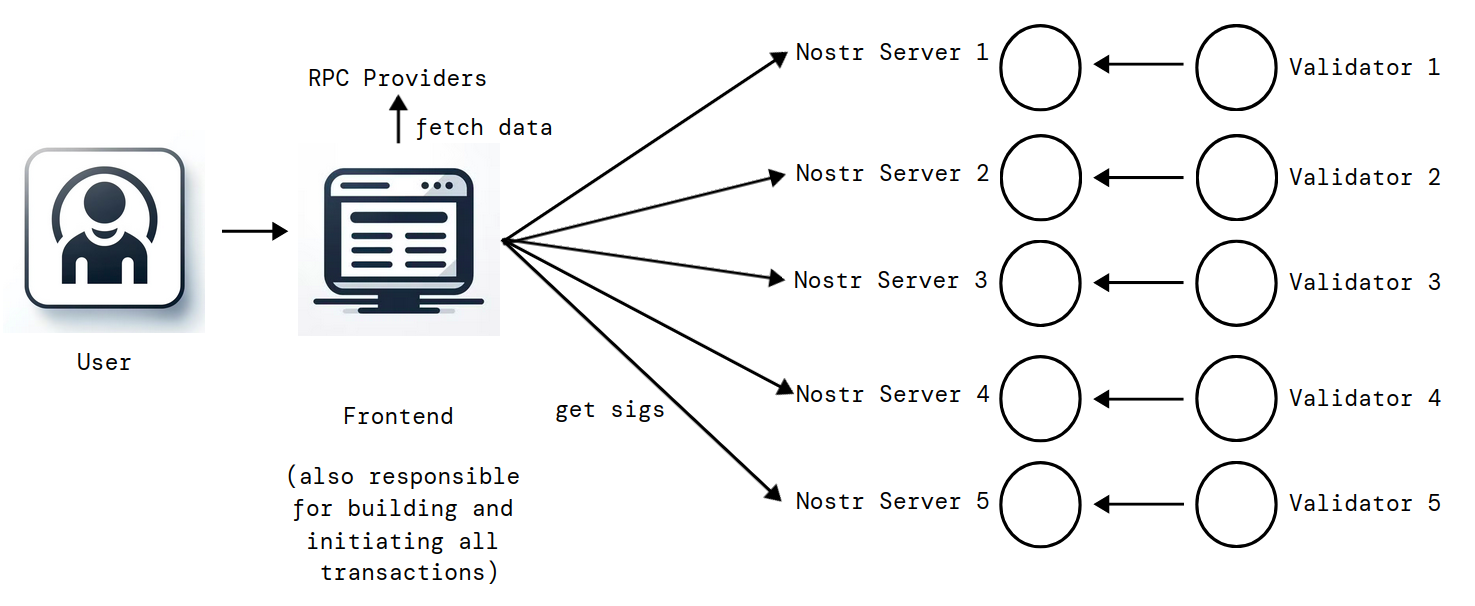 RPC Providers
fetch data
User
Frontend
(also responsible
for building and
initiating all
transactions)
get sigs
Nostr Server 1
Validator 1
Nostr Server 2
Validator 2
Nostr Server 3
Validator 3
Nostr Server 4
Validator 4
Nostr Server 5
Validator 5